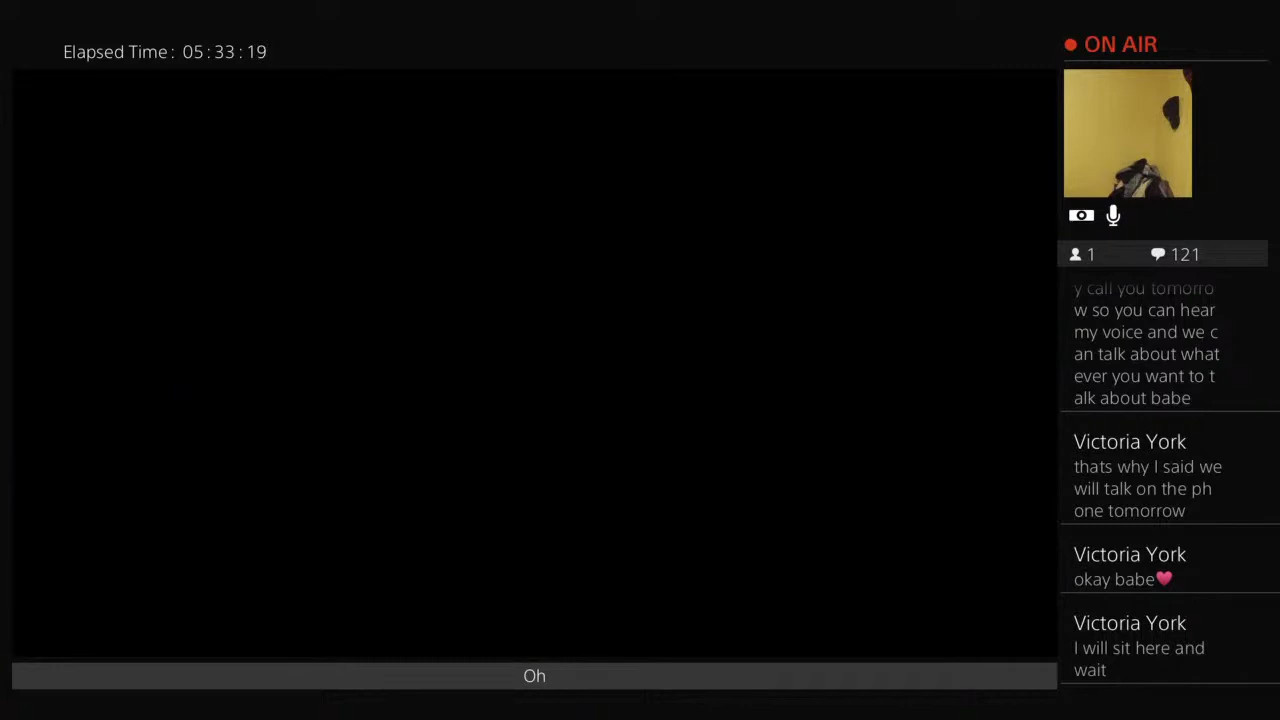 Elapsed Time: 05:33:19
ON AIR
1
121
y call you tomorro
w so you can hear
my voice and we c
an talk about what
ever you want to t
alk about babe
Victoria York
thats why I said we
will talk on the ph
one tomorrow
Victoria York
okay babe💗
Victoria York
I will sit here and
wait
Oh